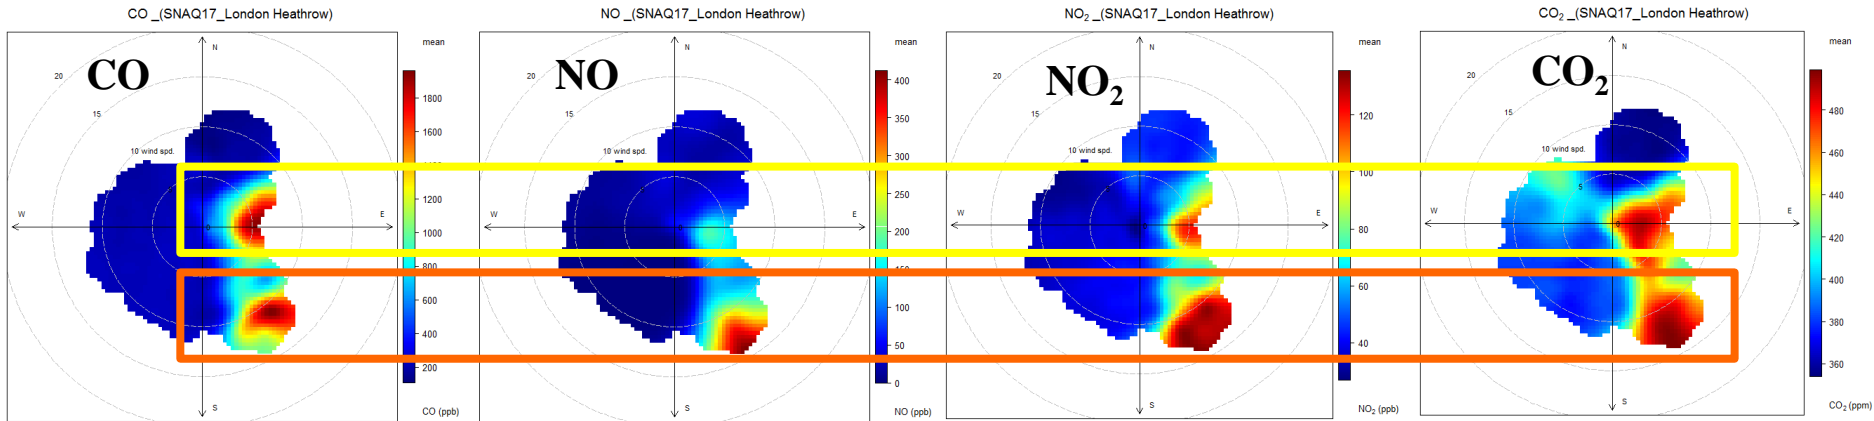 CO _(SNAQ17_London Heathrow)
CO
mean
N
20
15
10 wind spd.
W
E
S
1800
1600
1400
1200
1000
800
600
400
200
CO (ppb)
NO _(SNAQ17_London Heathrow)
NO
mean
N
20
15
10 wind spd.
W
E
S
400
350
300
250
200
150
100
50
0
NO (ppb)
NO₂ _(SNAQ17_London Heathrow)
NO₂
mean
N
20
15
10 wind spd.
W
E
S
120
100
80
60
40
NO₂ (ppb)
CO₂ _(SNAQ17_London Heathrow)
CO₂
mean
N
20
15
10 wind spd.
5
W
E
S
480
460
440
420
400
380
360
CO₂ (ppm)